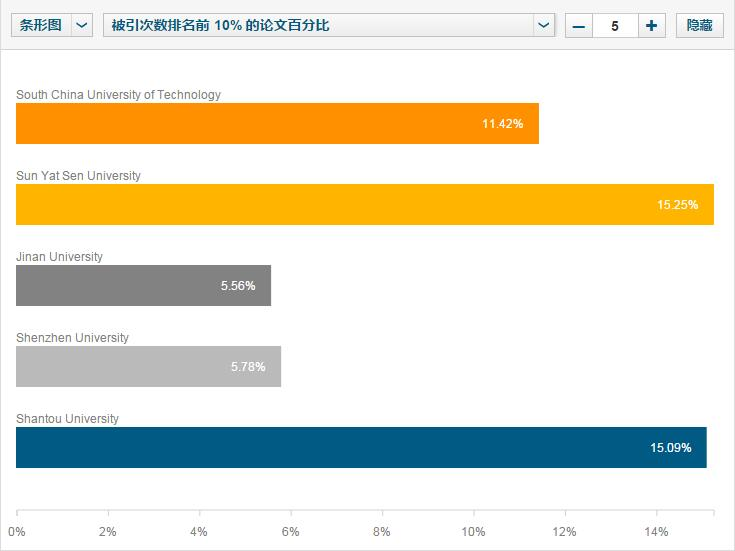 条形图 被引次数排名前 10% 的论文百分比 5 隐藏
South China University of Technology
11.42%
Sun Yat Sen University
15.25%
Jinan University
5.56%
Shenzhen University
5.78%
Shantou University
15.09%
0% 2% 4% 6% 8% 10% 12% 14%